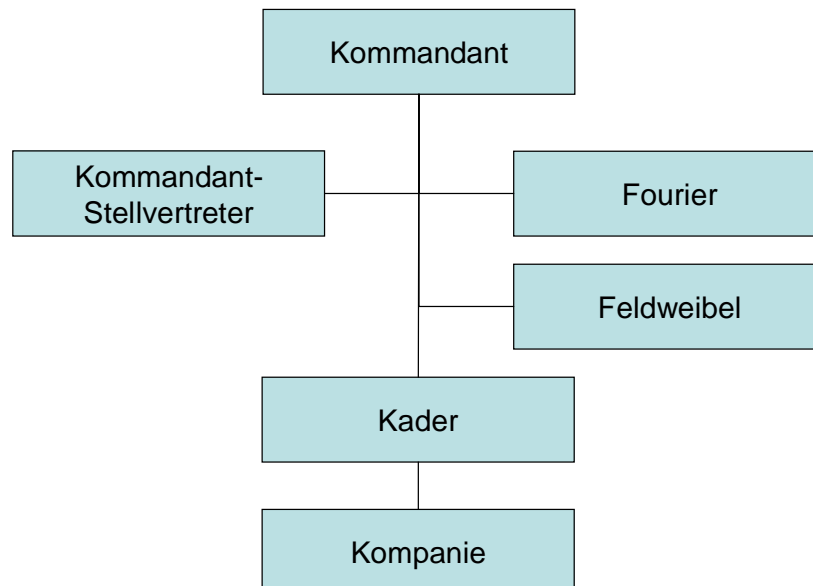 Kommandant
Kommandant-
Stellvertreter
Fourier
Feldweibel
Kader
Kompanie